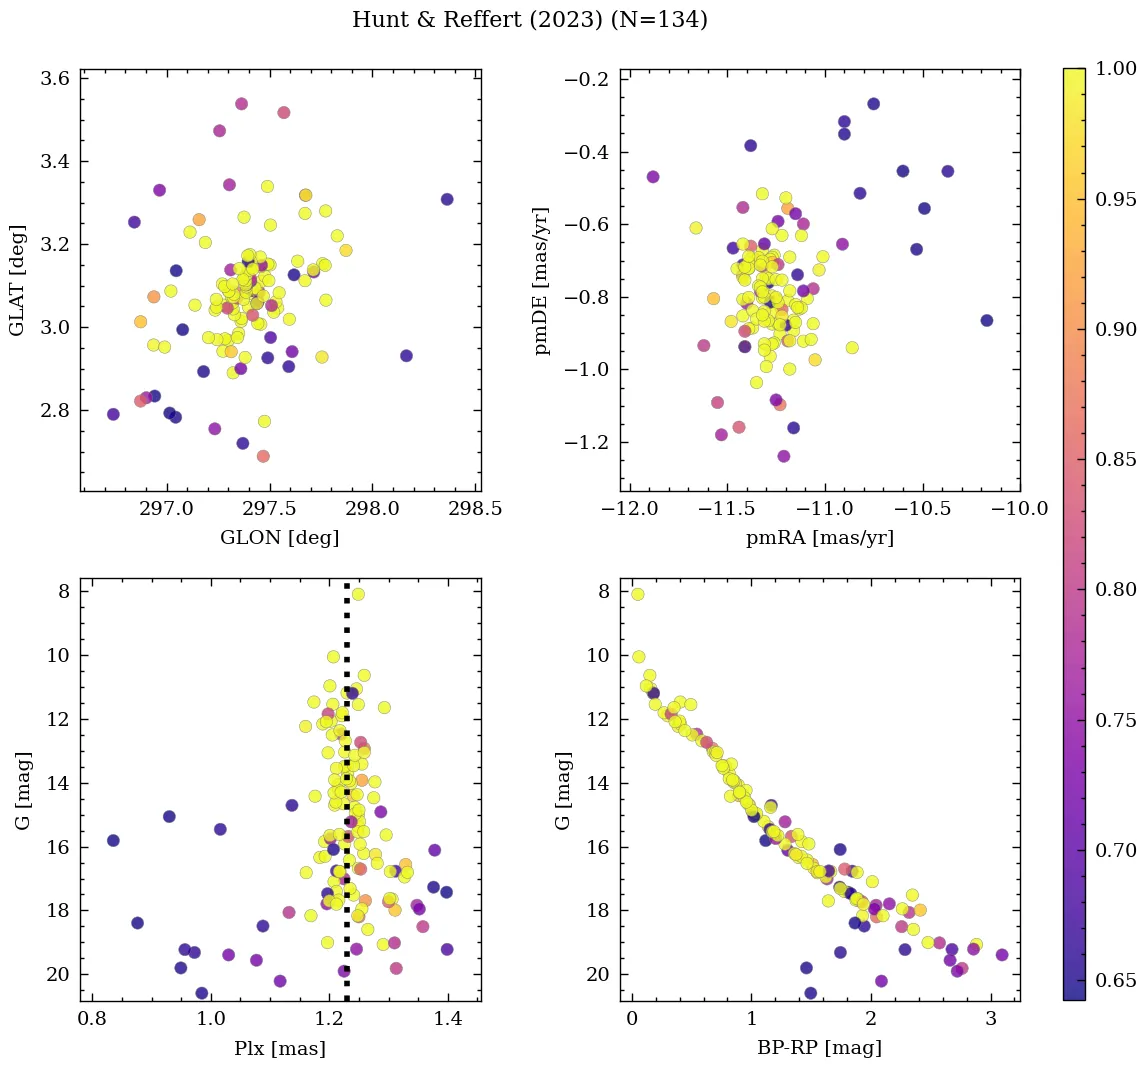 Hunt & Reffert (2023) (N=134)
3.6
3.4
3.2
3.0
2.8
GLAT [deg]
297.0 297.5 298.0 298.5
GLON [deg]
−0.2
−0.4
−0.6
−0.8
−1.0
−1.2
pmDE [mas/yr]
−12.0 −11.5 −11.0 −10.5 −10.0
pmRA [mas/yr]
1.00
0.95
0.90
0.85
0.80
0.75
0.70
0.65
8
10
12
14
16
18
20
G [mag]
0.8 1.0 1.2 1.4
Plx [mas]
8
10
12
14
16
18
20
G [mag]
0 1 2 3
BP-RP [mag]